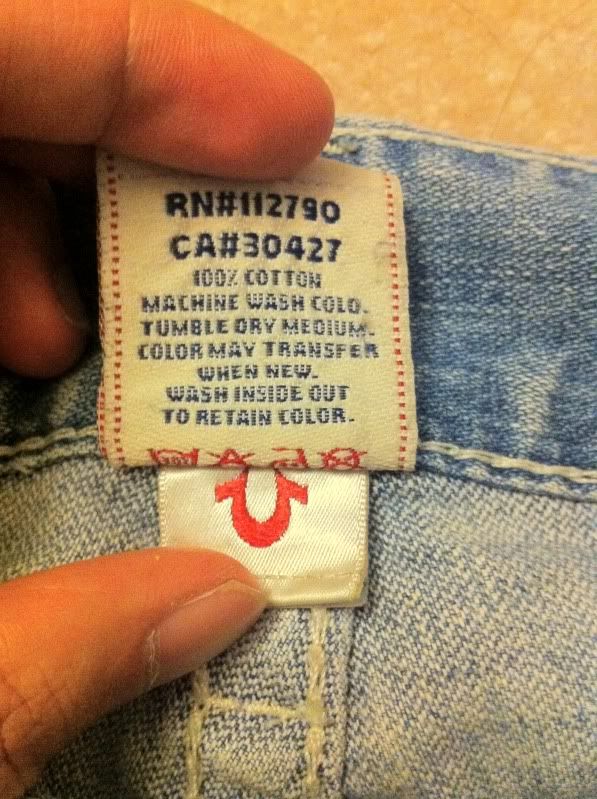 RN#112790
CA#30427
100% COTTON
MACHINE WASH COLD.
TUMBLE DRY MEDIUM.
COLOR MAY TRANSFER
WHEN NEW.
WASH INSIDE OUT
TO RETAIN COLOR.